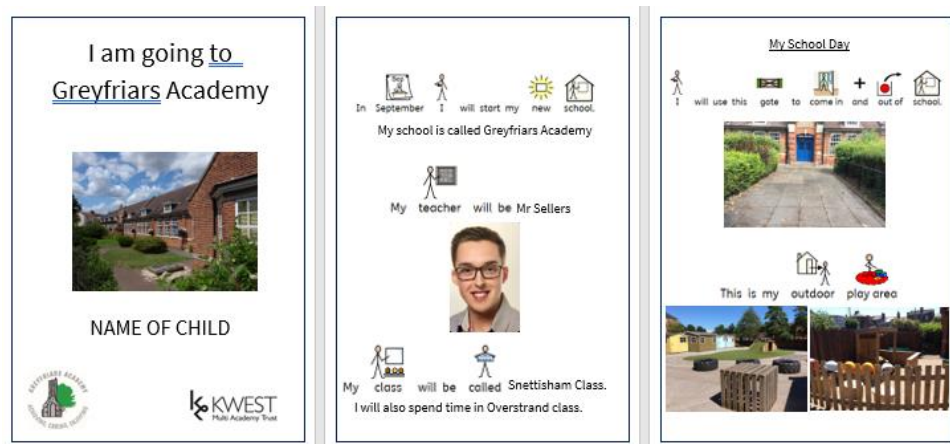 I am going to
Greyfriars Academy
NAME OF CHILD
GREYFRIARS ACADEMY
KWEST
Multi Academy Trust
In September I will start my new school.
My school is called Greyfriars Academy
My teacher will be Mr Sellers
My class will be called Snettisham Class.
I will also spend time in Overstrand class.
My School Day
I will use this gate to come in and out of school.
This is my outdoor play area